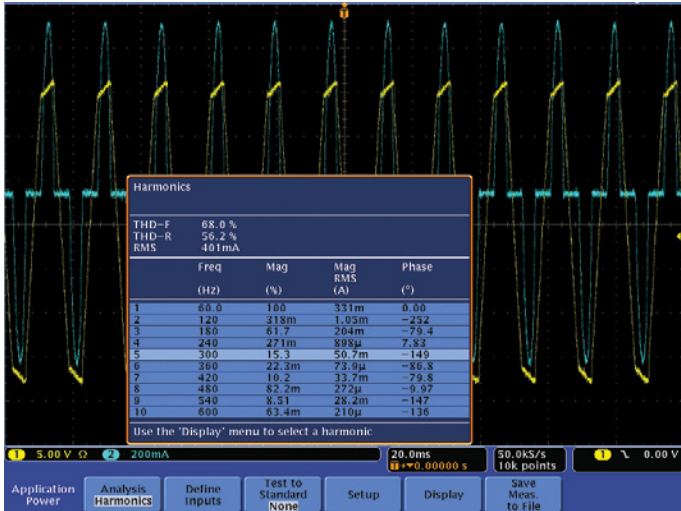 Harmonics
THD-F 68.0 %
THD-R 56.2 %
RMS 401mA
Freq Mag Mag RMS Phase
(Hz) (%) (A) (°)
1 60.0 100 331m 0.00
2 120 318m 1.05m -252
3 180 61.7 204m -79.4
4 240 271m 898µ 7.83
5 300 15.3 50.7m -149
6 360 22.3m 73.9µ -86.8
7 420 10.2 33.7m -79.8
8 480 82.2m 272µ -9.97
9 540 8.51 28.2m -147
10 600 63.4m 210µ -136
Use the 'Display' menu to select a harmonic
1 5.00 V Ω 2 200mA 20.0ms 50.0kS/s 1 0.00 V
T→▼0.00000 s 10k points
Application Power
Analysis Harmonics
Define Inputs
Test to Standard None
Setup
Display
Save Meas. to File